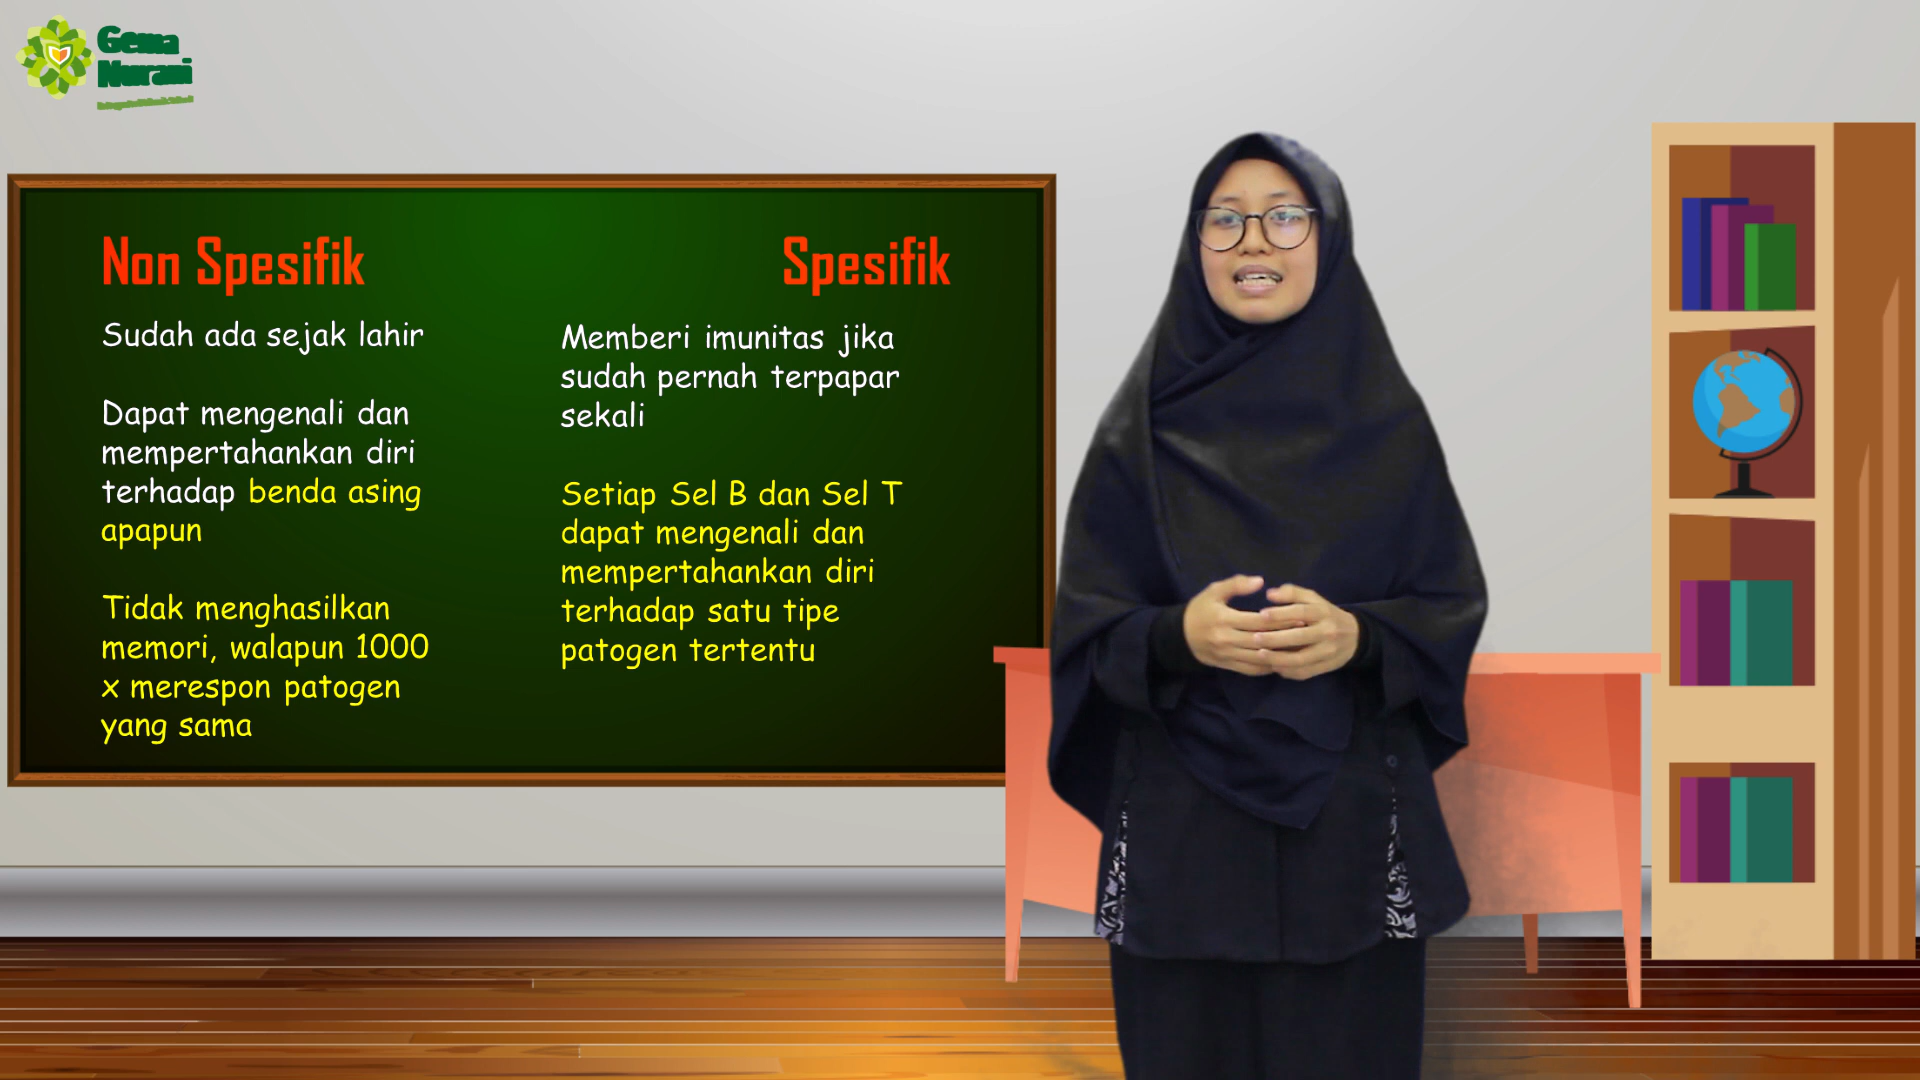 Gema
Nurani
Non Spesifik
Sudah ada sejak lahir
Dapat mengenali dan
mempertahankan diri
terhadap benda asing
apapun
Tidak menghasilkan
memori, walapun 1000
x merespon patogen
yang sama
Spesifik
Memberi imunitas jika
sudah pernah terpapar
sekali
Setiap Sel B dan Sel T
dapat mengenali dan
mempertahankan diri
terhadap satu tipe
patogen tertentu